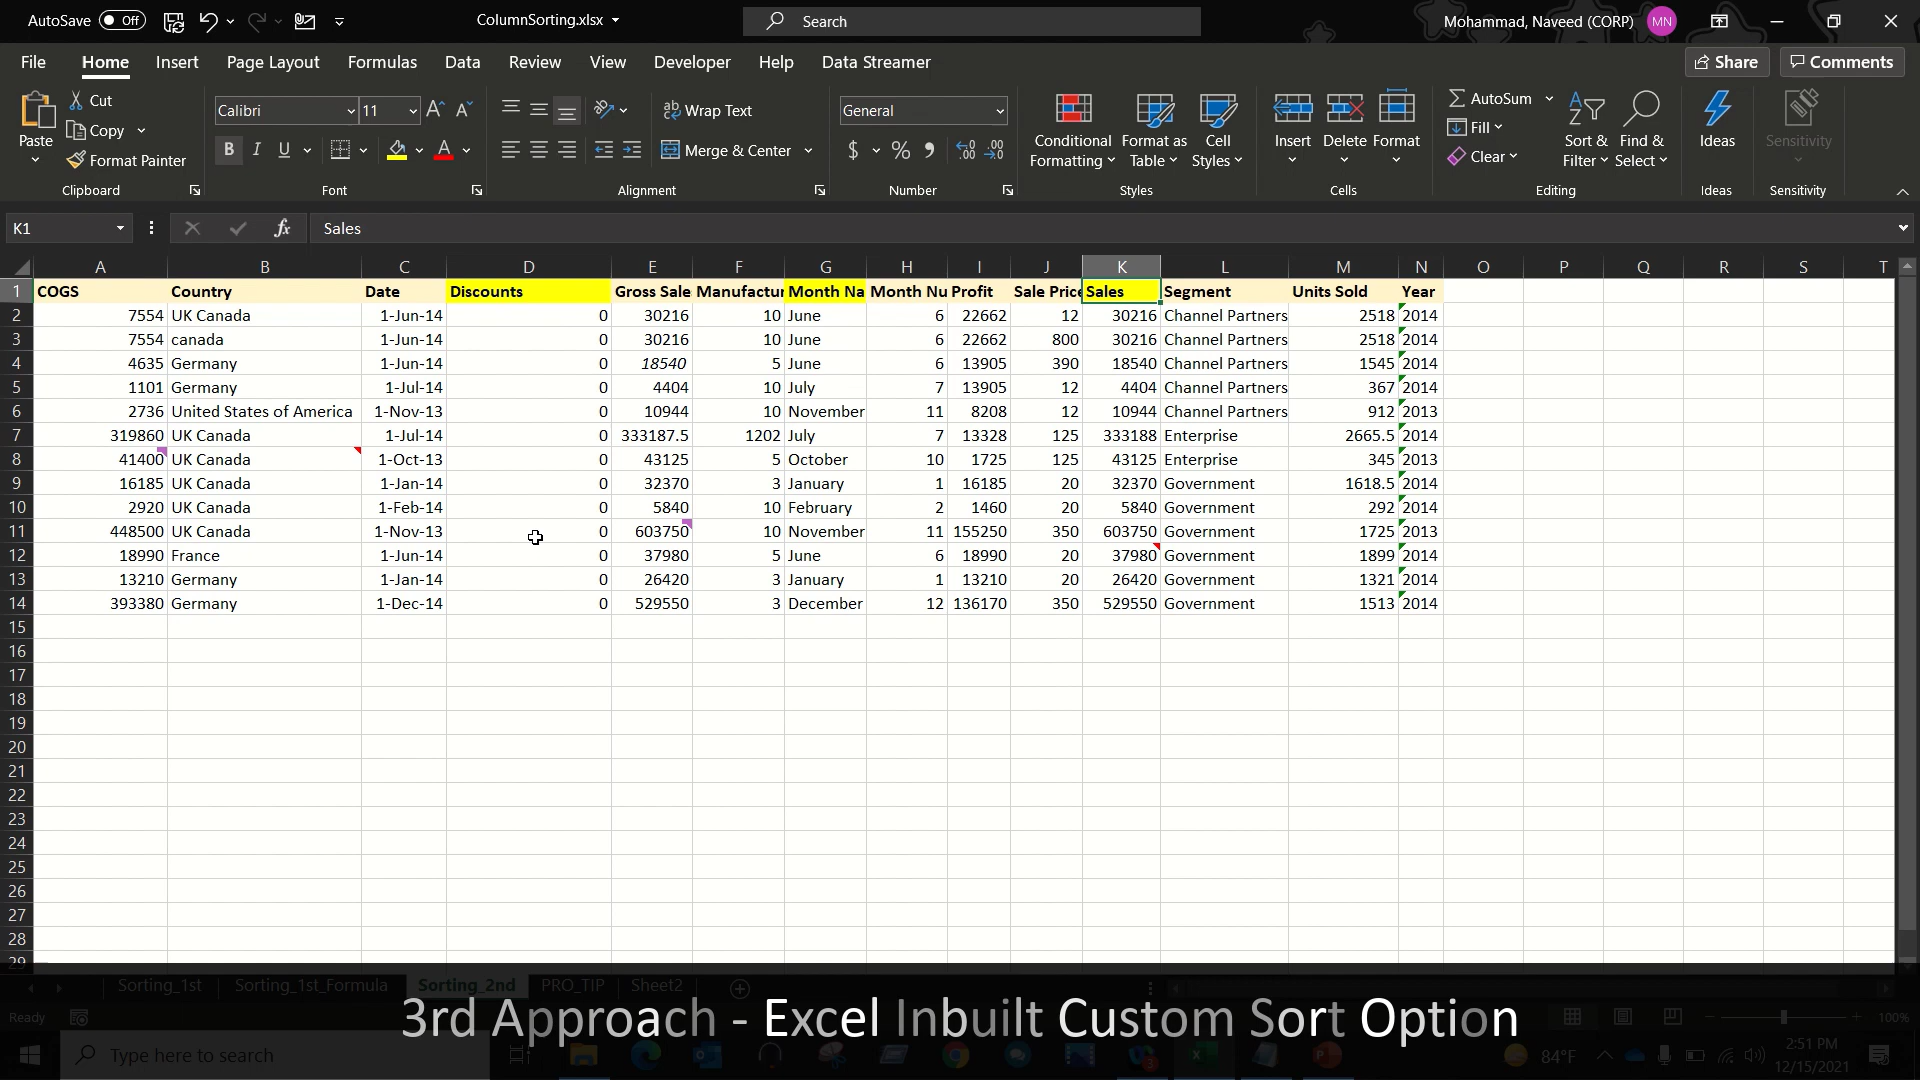 AutoSave Off ColumnSorting.xlsx Search Mohammad, Naveed (CORP) MN
File Home Insert Page Layout Formulas Data Review View Developer Help Data Streamer Share Comments
Paste Cut Copy Format Painter Clipboard
Calibri 11 B I U A Font
Wrap Text Merge & Center Alignment
General $ % Number
Conditional Formatting Format as Table Cell Styles Styles
Insert Delete Format Cells
AutoSum Fill Clear Sort & Filter Find & Select Editing
Ideas Ideas
Sensitivity Sensitivity
K1 fx Sales
A B C D E F G H I J K L M N O P Q R S T
1 COGS Country Date Discounts Gross Sale Manufactur Month Na Month Nu Profit Sale Price Sales Segment Units Sold Year
2 7554 UK Canada 1-Jun-14 0 30216 10 June 6 22662 12 30216 Channel Partners 2518 2014
3 7554 canada 1-Jun-14 0 30216 10 June 6 22662 800 30216 Channel Partners 2518 2014
4 4635 Germany 1-Jun-14 0 18540 5 June 6 13905 390 18540 Channel Partners 1545 2014
5 1101 Germany 1-Jul-14 0 4404 10 July 7 13905 12 4404 Channel Partners 367 2014
6 2736 United States of America 1-Nov-13 0 10944 10 November 11 8208 12 10944 Channel Partners 912 2013
7 319860 UK Canada 1-Jul-14 0 333187.5 1202 July 7 13328 125 333188 Enterprise 2665.5 2014
8 41400 UK Canada 1-Oct-13 0 43125 5 October 10 1725 125 43125 Enterprise 345 2013
9 16185 UK Canada 1-Jan-14 0 32370 3 January 1 16185 20 32370 Government 1618.5 2014
10 2920 UK Canada 1-Feb-14 0 5840 10 February 2 1460 20 5840 Government 292 2014
11 448500 UK Canada 1-Nov-13 0 603750 10 November 11 155250 350 603750 Government 1725 2013
12 18990 France 1-Jun-14 0 37980 5 June 6 18990 20 37980 Government 1899 2014
13 13210 Germany 1-Jan-14 0 26420 3 January 1 13210 20 26420 Government 1321 2014
14 393380 Germany 1-Dec-14 0 529550 3 December 12 136170 350 529550 Government 1513 2014
15
16
17
18
19
20
21
22
23
24
25
26
27
28
29
Sorting_1st Sorting_1st_Formula Sorting_2nd PRO_TIP Sheet2
Ready 100%
3rd Approach - Excel Inbuilt Custom Sort Option
Type here to search 84°F 2:51 PM
12/15/2021